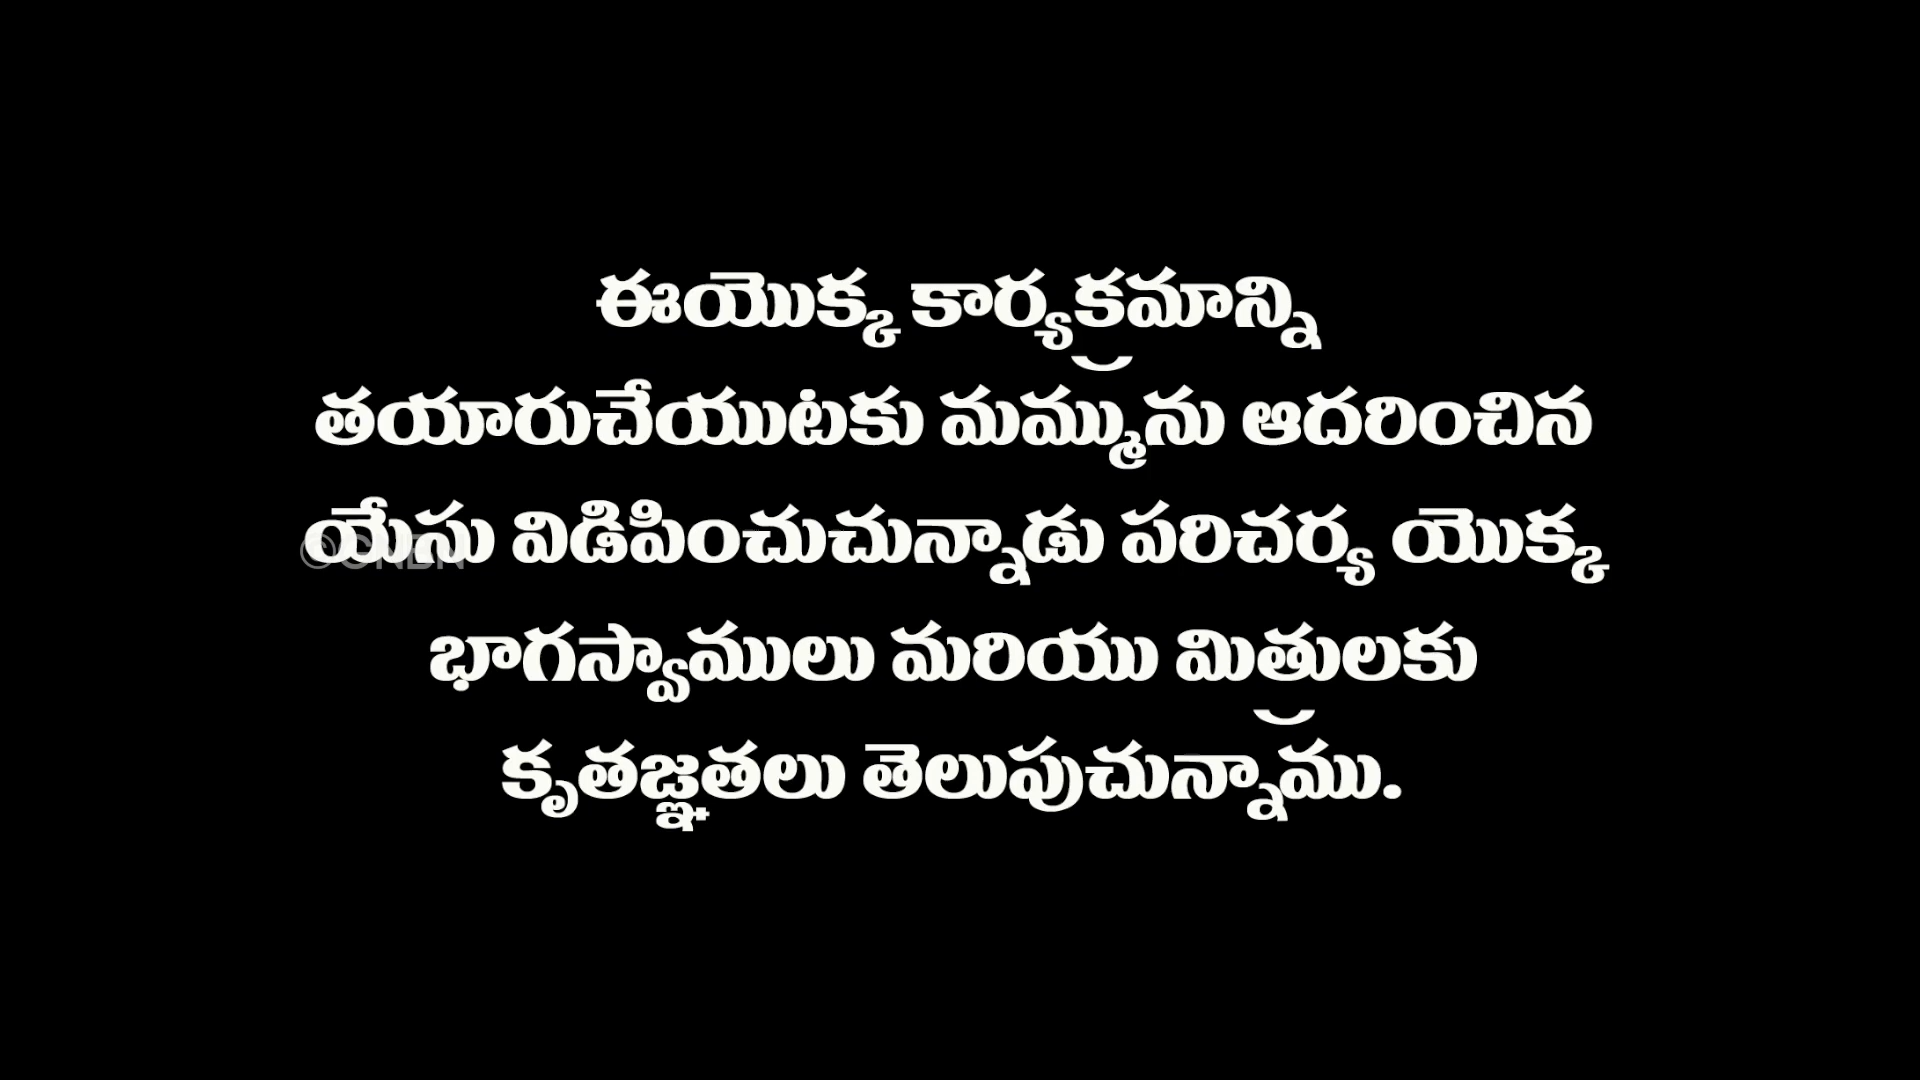 ఈయొక్క కార్యక్రమాన్ని
తయారుచేయుటకు మమ్మును ఆదరించిన
యేసు విడిపించుచున్నాడు పరిచర్య యొక్క
భాగస్వాములు మరియు మిత్రులకు
కృతజ్ఞతలు తెలుపుచున్నాము.